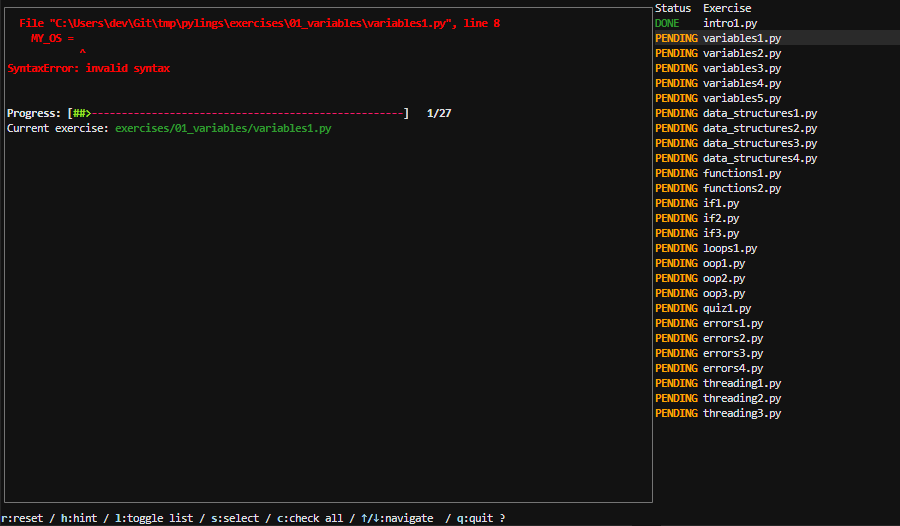 File "C:\Users\dev\Git\tmp\pylings\exercises\01_variables\variables1.py", line 8
MY_OS =
^
SyntaxError: invalid syntax
Progress: [##>----------------------------------------------------] 1/27
Current exercise: exercises/01_variables/variables1.py
Status Exercise
DONE intro1.py
PENDING variables1.py
PENDING variables2.py
PENDING variables3.py
PENDING variables4.py
PENDING variables5.py
PENDING data_structures1.py
PENDING data_structures2.py
PENDING data_structures3.py
PENDING data_structures4.py
PENDING functions1.py
PENDING functions2.py
PENDING if1.py
PENDING if2.py
PENDING if3.py
PENDING loops1.py
PENDING oop1.py
PENDING oop2.py
PENDING oop3.py
PENDING quiz1.py
PENDING errors1.py
PENDING errors2.py
PENDING errors3.py
PENDING errors4.py
PENDING threading1.py
PENDING threading2.py
PENDING threading3.py
r:reset / h:hint / l:toggle list / s:select / c:check all / ↑/↓:navigate / q:quit ?